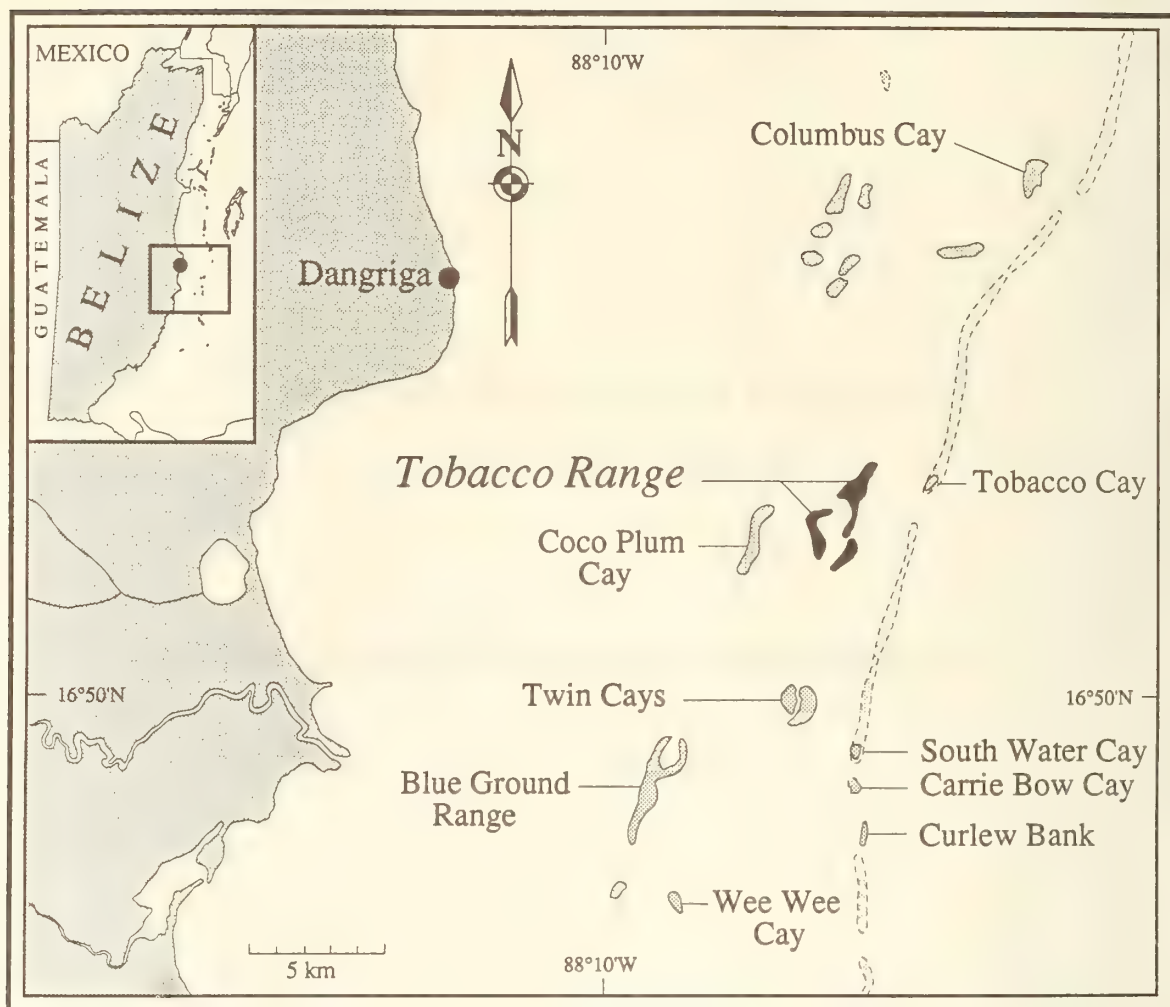 MEXICO
GUATEMALA
BELIZE
88°10'W
N
Columbus Cay
Dangriga
Tobacco Range
Tobacco Cay
Coco Plum
Cay
16°50'N
Twin Cays
16°50'N
South Water Cay
Blue Ground
Range
Carrie Bow Cay
Curlew Bank
Wee Wee
Cay
5 km
88°10'W